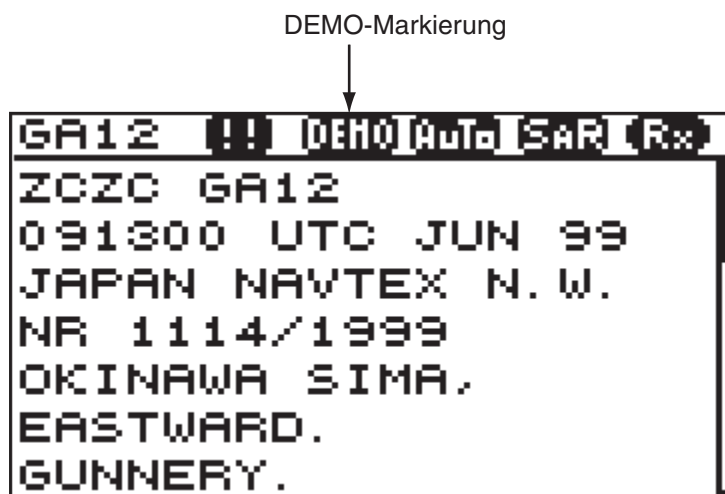 DEMO-Markierung
GA12 !! DEMO AuTo SAR Rx
ZCZC GA12
091300 UTC JUN 99
JAPAN NAVTEX N.W.
NR 1114/1999
OKINAWA SIMA,
EASTWARD.
GUNNERY.